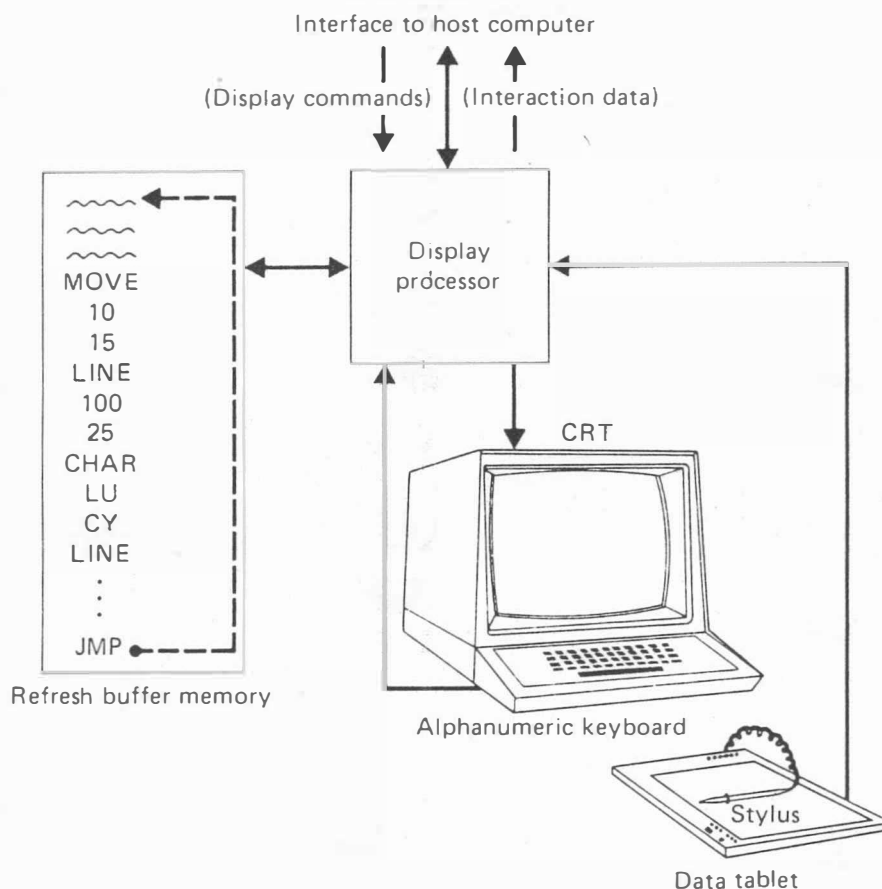 Interface to host computer
(Display commands) (Interaction data)
Display
processor
MOVE
10
15
LINE
100
25
CHAR
LU
CY
LINE
JMP
Refresh buffer memory
CRT
Alphanumeric keyboard
Stylus
Data tablet